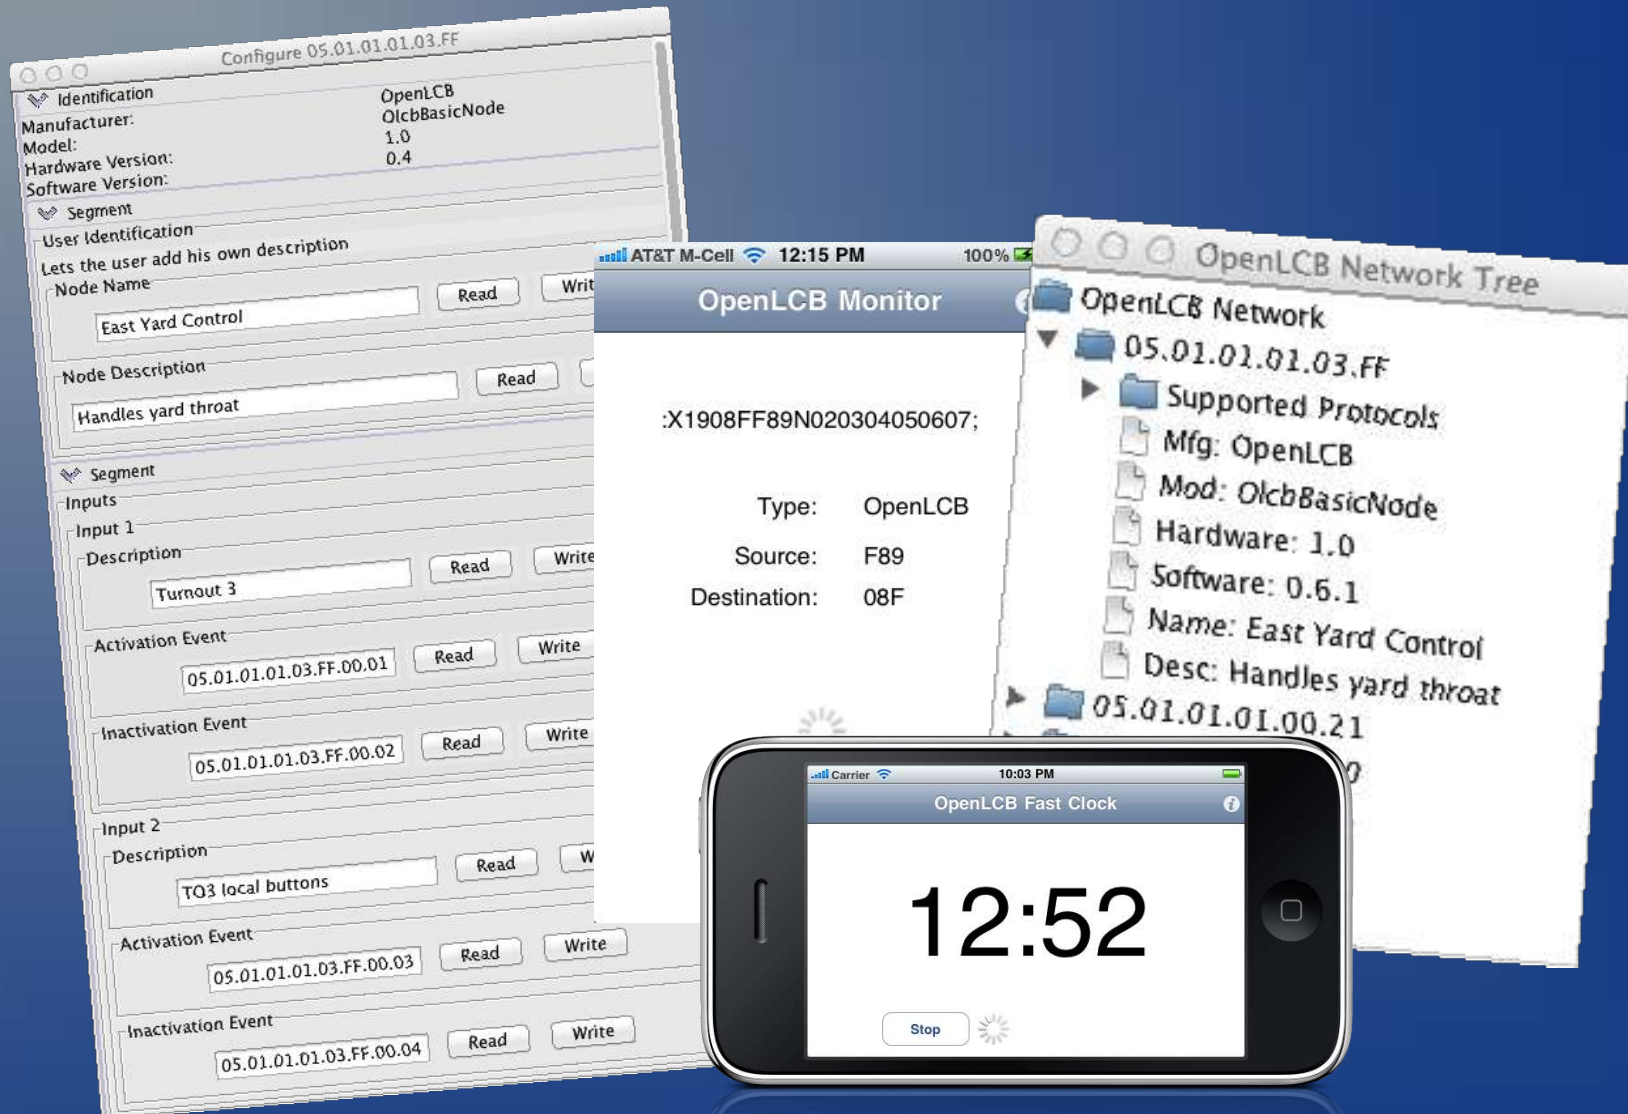 Configure 05.01.01.01.03.FF
Identification
Manufacturer: OpenLCB
Model: OlcbBasicNode
Hardware Version: 1.0
Software Version: 0.4
Segment
User Identification
Lets the user add his own description
Node Name
East Yard Control Read Writ
Node Description
Handles yard throat Read
Segment
Inputs
Input 1
Description
Turnout 3 Read Write
Activation Event
05.01.01.01.03.FF.00.01 Read Write
Inactivation Event
05.01.01.01.03.FF.00.02 Read Write
Input 2
Description
TO3 local buttons Read W
Activation Event
05.01.01.01.03.FF.00.03 Read Write
Inactivation Event
05.01.01.01.03.FF.00.04 Read Write
AT&T M-Cell 12:15 PM 100%
OpenLCB Monitor
:X1908FF89N020304050607;
Type: OpenLCB
Source: F89
Destination: 08F
OpenLCB Network Tree
OpenLCB Network
05.01.01.01.03.FF
Supported Protocols
Mfg: OpenLCB
Mod: OlcbBasicNode
Hardware: 1.0
Software: 0.6.1
Name: East Yard Control
Desc: Handles yard throat
05.01.01.01.00.21
Carrier 10:03 PM
OpenLCB Fast Clock
12:52
Stop